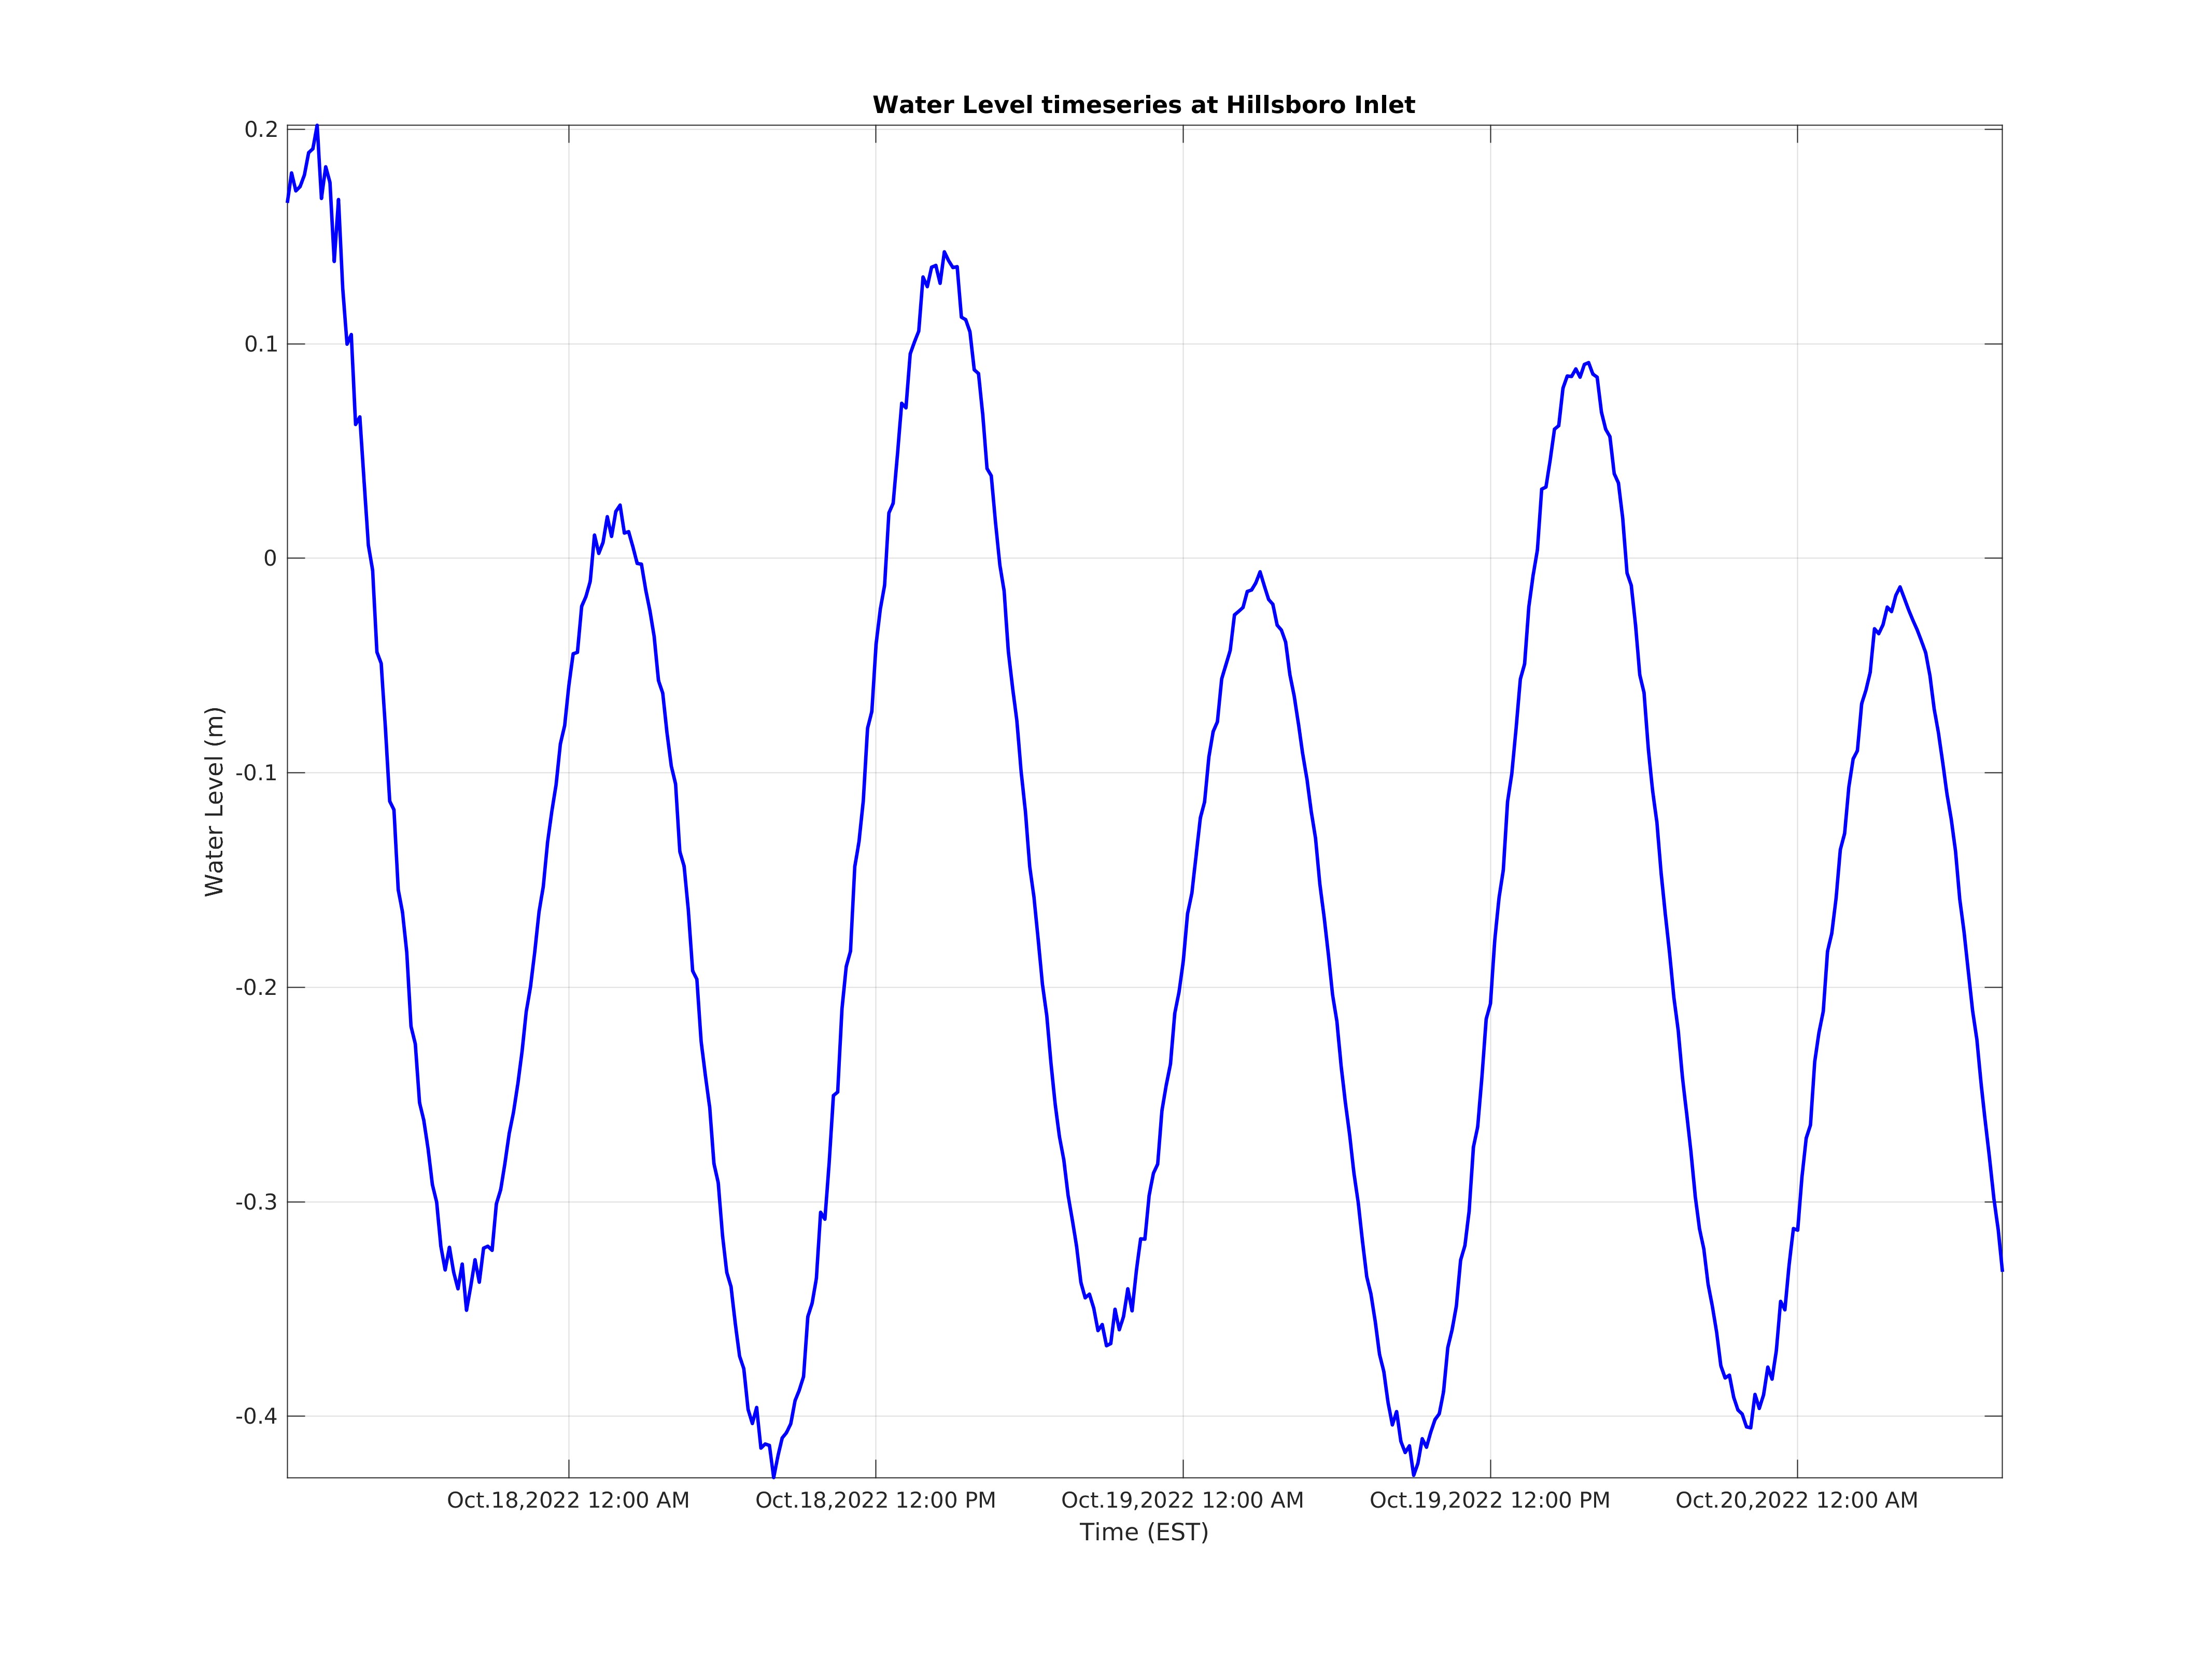 Water Level timeseries at Hillsboro Inlet
0.2
0.1
0
-0.1
-0.2
-0.3
-0.4
Water Level (m)
Oct.18,2022 12:00 AM
Oct.18,2022 12:00 PM
Oct.19,2022 12:00 AM
Oct.19,2022 12:00 PM
Oct.20,2022 12:00 AM
Time (EST)